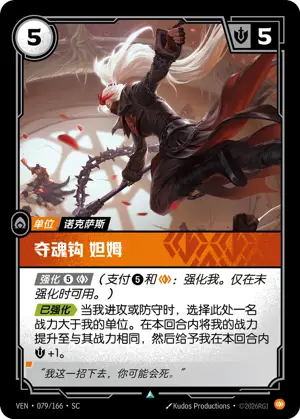 5
5
单位 诺克萨斯
夺魂钩 妲姆
强化 5 （支付5和：强化我。仅在未
强化时可用。）
已强化 当我进攻或防守时，选择此处一名
战力大于我的单位。在本回合内将我的战力
提升至与其战力相同，然后给予我在本回合内
+1。
“我这一招下去，你可能会死。”
VEN · 079/166 · SC
Kudos Productions
©2026RGI